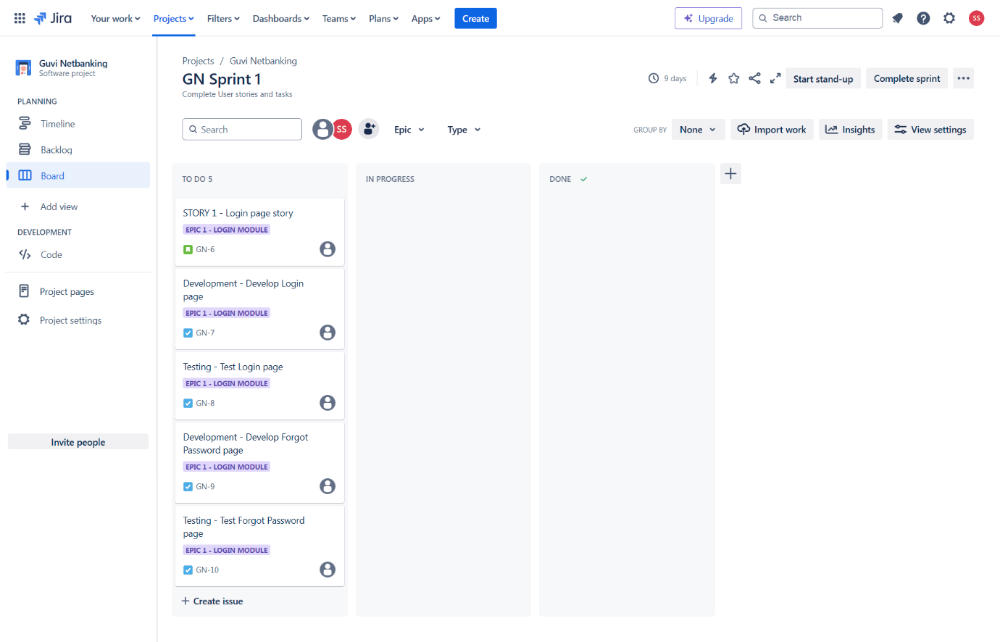 Jira
Your work
Projects
Filters
Dashboards
Teams
Plans
Apps
Create
Upgrade
Search
SS
Guvi Netbanking
Software project
PLANNING
Timeline
Backlog
Board
Add view
DEVELOPMENT
Code
Project pages
Project settings
Invite people
Projects / Guvi Netbanking
GN Sprint 1
Complete User stories and tasks
9 days
Start stand-up
Complete sprint
Search
SS
Epic
Type
GROUP BY
None
Import work
Insights
View settings
TO DO 5
STORY 1 - Login page story
EPIC 1 - LOGIN MODULE
GN-6
Development - Develop Login
page
EPIC 1 - LOGIN MODULE
GN-7
Testing - Test Login page
EPIC 1 - LOGIN MODULE
GN-8
Development - Develop Forgot
Password page
EPIC 1 - LOGIN MODULE
GN-9
Testing - Test Forgot Password
page
EPIC 1 - LOGIN MODULE
GN-10
Create issue
IN PROGRESS
DONE